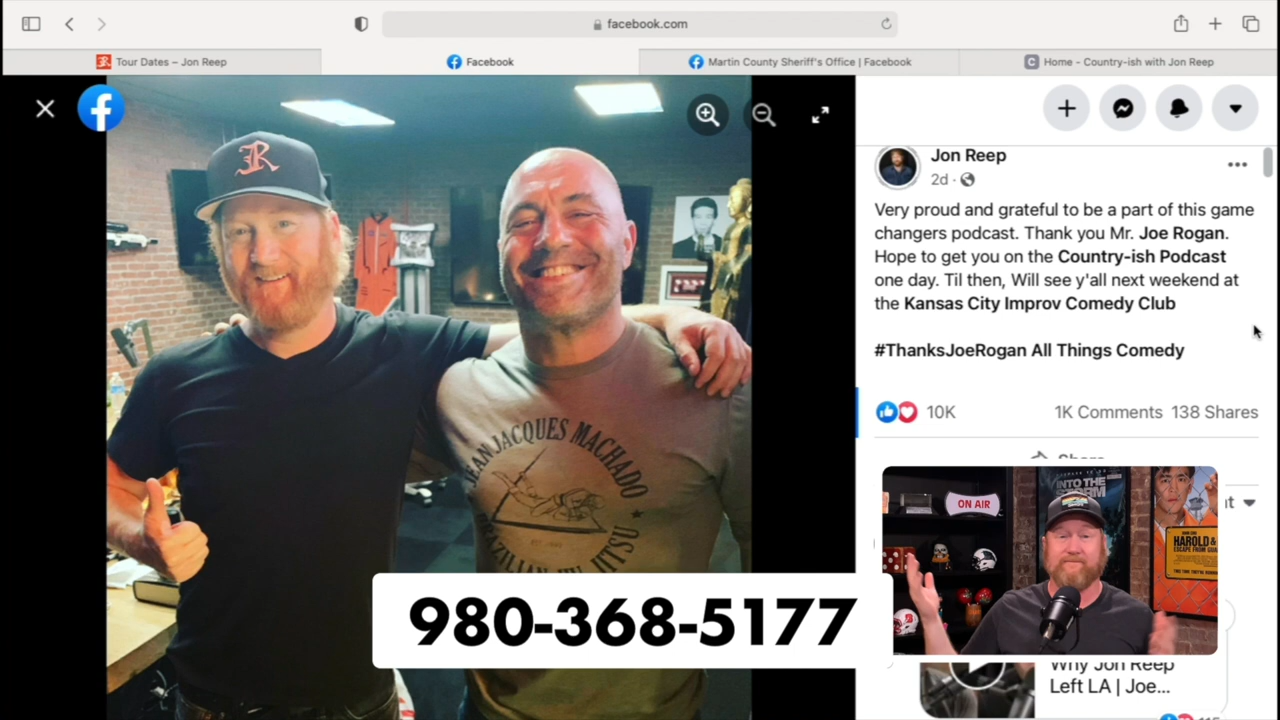 facebook.com
Tour Dates – Jon Reep
Facebook
Martin County Sheriff's Office | Facebook
C Home - Country-ish with Jon Reep
Jon Reep
2d ·
Very proud and grateful to be a part of this game
changers podcast. Thank you Mr. Joe Rogan.
Hope to get you on the Country-ish Podcast
one day. Til then, Will see y'all next weekend at
the Kansas City Improv Comedy Club
#ThanksJoeRogan All Things Comedy
10K 1K Comments 138 Shares
Share
R
JEAN JACQUES MACHADO
BRAZILIAN JIU JITSU
ON AIR
INTO THE
STORM
HAROLD &
980-368-5177
Why Jon Reep
Left LA | Joe...